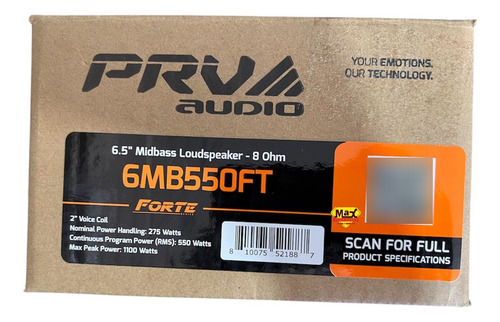 PRV
AUDIO
YOUR EMOTIONS.
OUR TECHNOLOGY.
6.5" Midbass Loudspeaker - 8 Ohm
6MB550FT
FORTE
2" Voice Coil
Nominal Power Handling: 275 Watts
Continuous Program Power (RMS): 550 Watts
Max Peak Power: 1100 Watts
8 10075 52188 7
Max
SCAN FOR FULL
PRODUCT SPECIFICATIONS